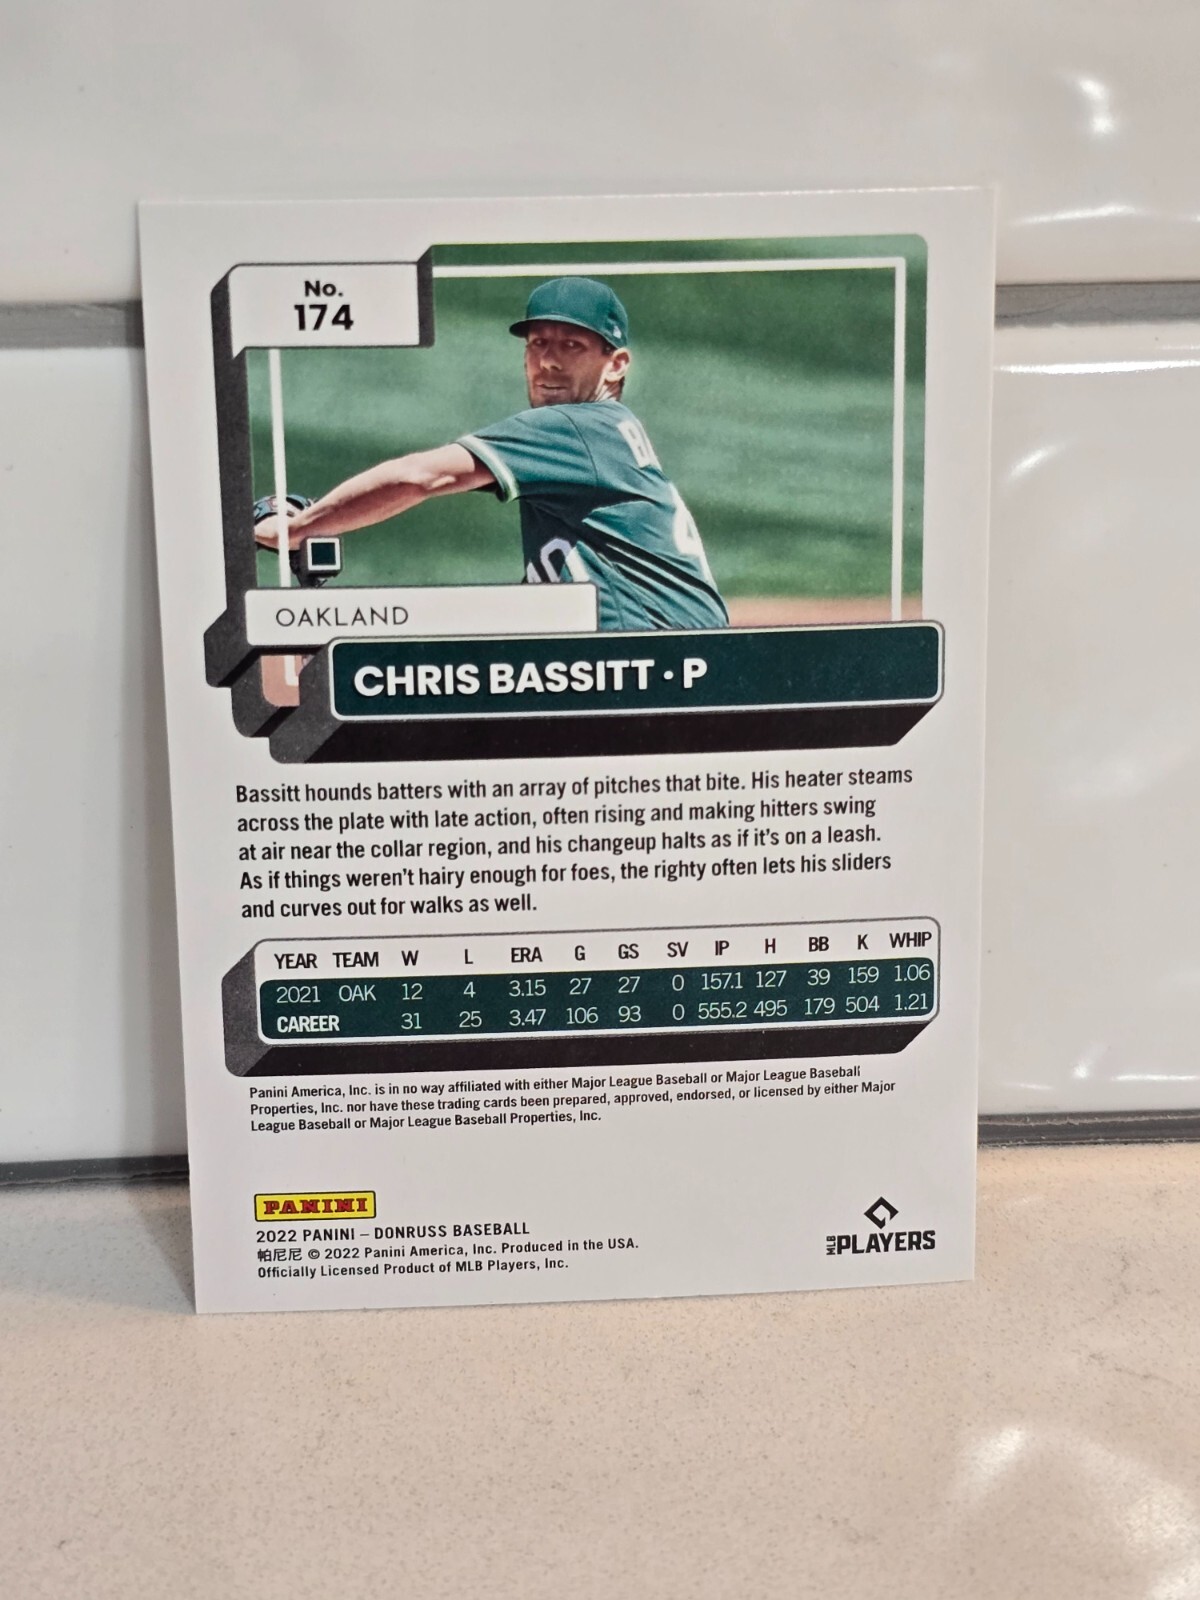 No.
174
OAKLAND
CHRIS BASSITT • P
Bassitt hounds batters with an array of pitches that bite. His heater steams
across the plate with late action, often rising and making hitters swing
at air near the collar region, and his changeup halts as if it's on a leash.
As if things weren't hairy enough for foes, the righty often lets his sliders
and curves out for walks as well.
YEAR TEAM W L ERA G GS SV IP H BB K WHIP
2021 OAK 12 4 3.15 27 27 0 157.1 127 39 159 1.06
CAREER 31 25 3.47 106 93 0 555.2 495 179 504 1.21
Panini America, Inc. is in no way affiliated with either Major League Baseball or Major League Baseball
Properties, Inc. nor have these trading cards been prepared, approved, endorsed, or licensed by either Major
League Baseball or Major League Baseball Properties, Inc.
PANINI
2022 PANINI – DONRUSS BASEBALL
帕尼尼 © 2022 Panini America, Inc. Produced in the USA.
Officially Licensed Product of MLB Players, Inc.
MLB PLAYERS